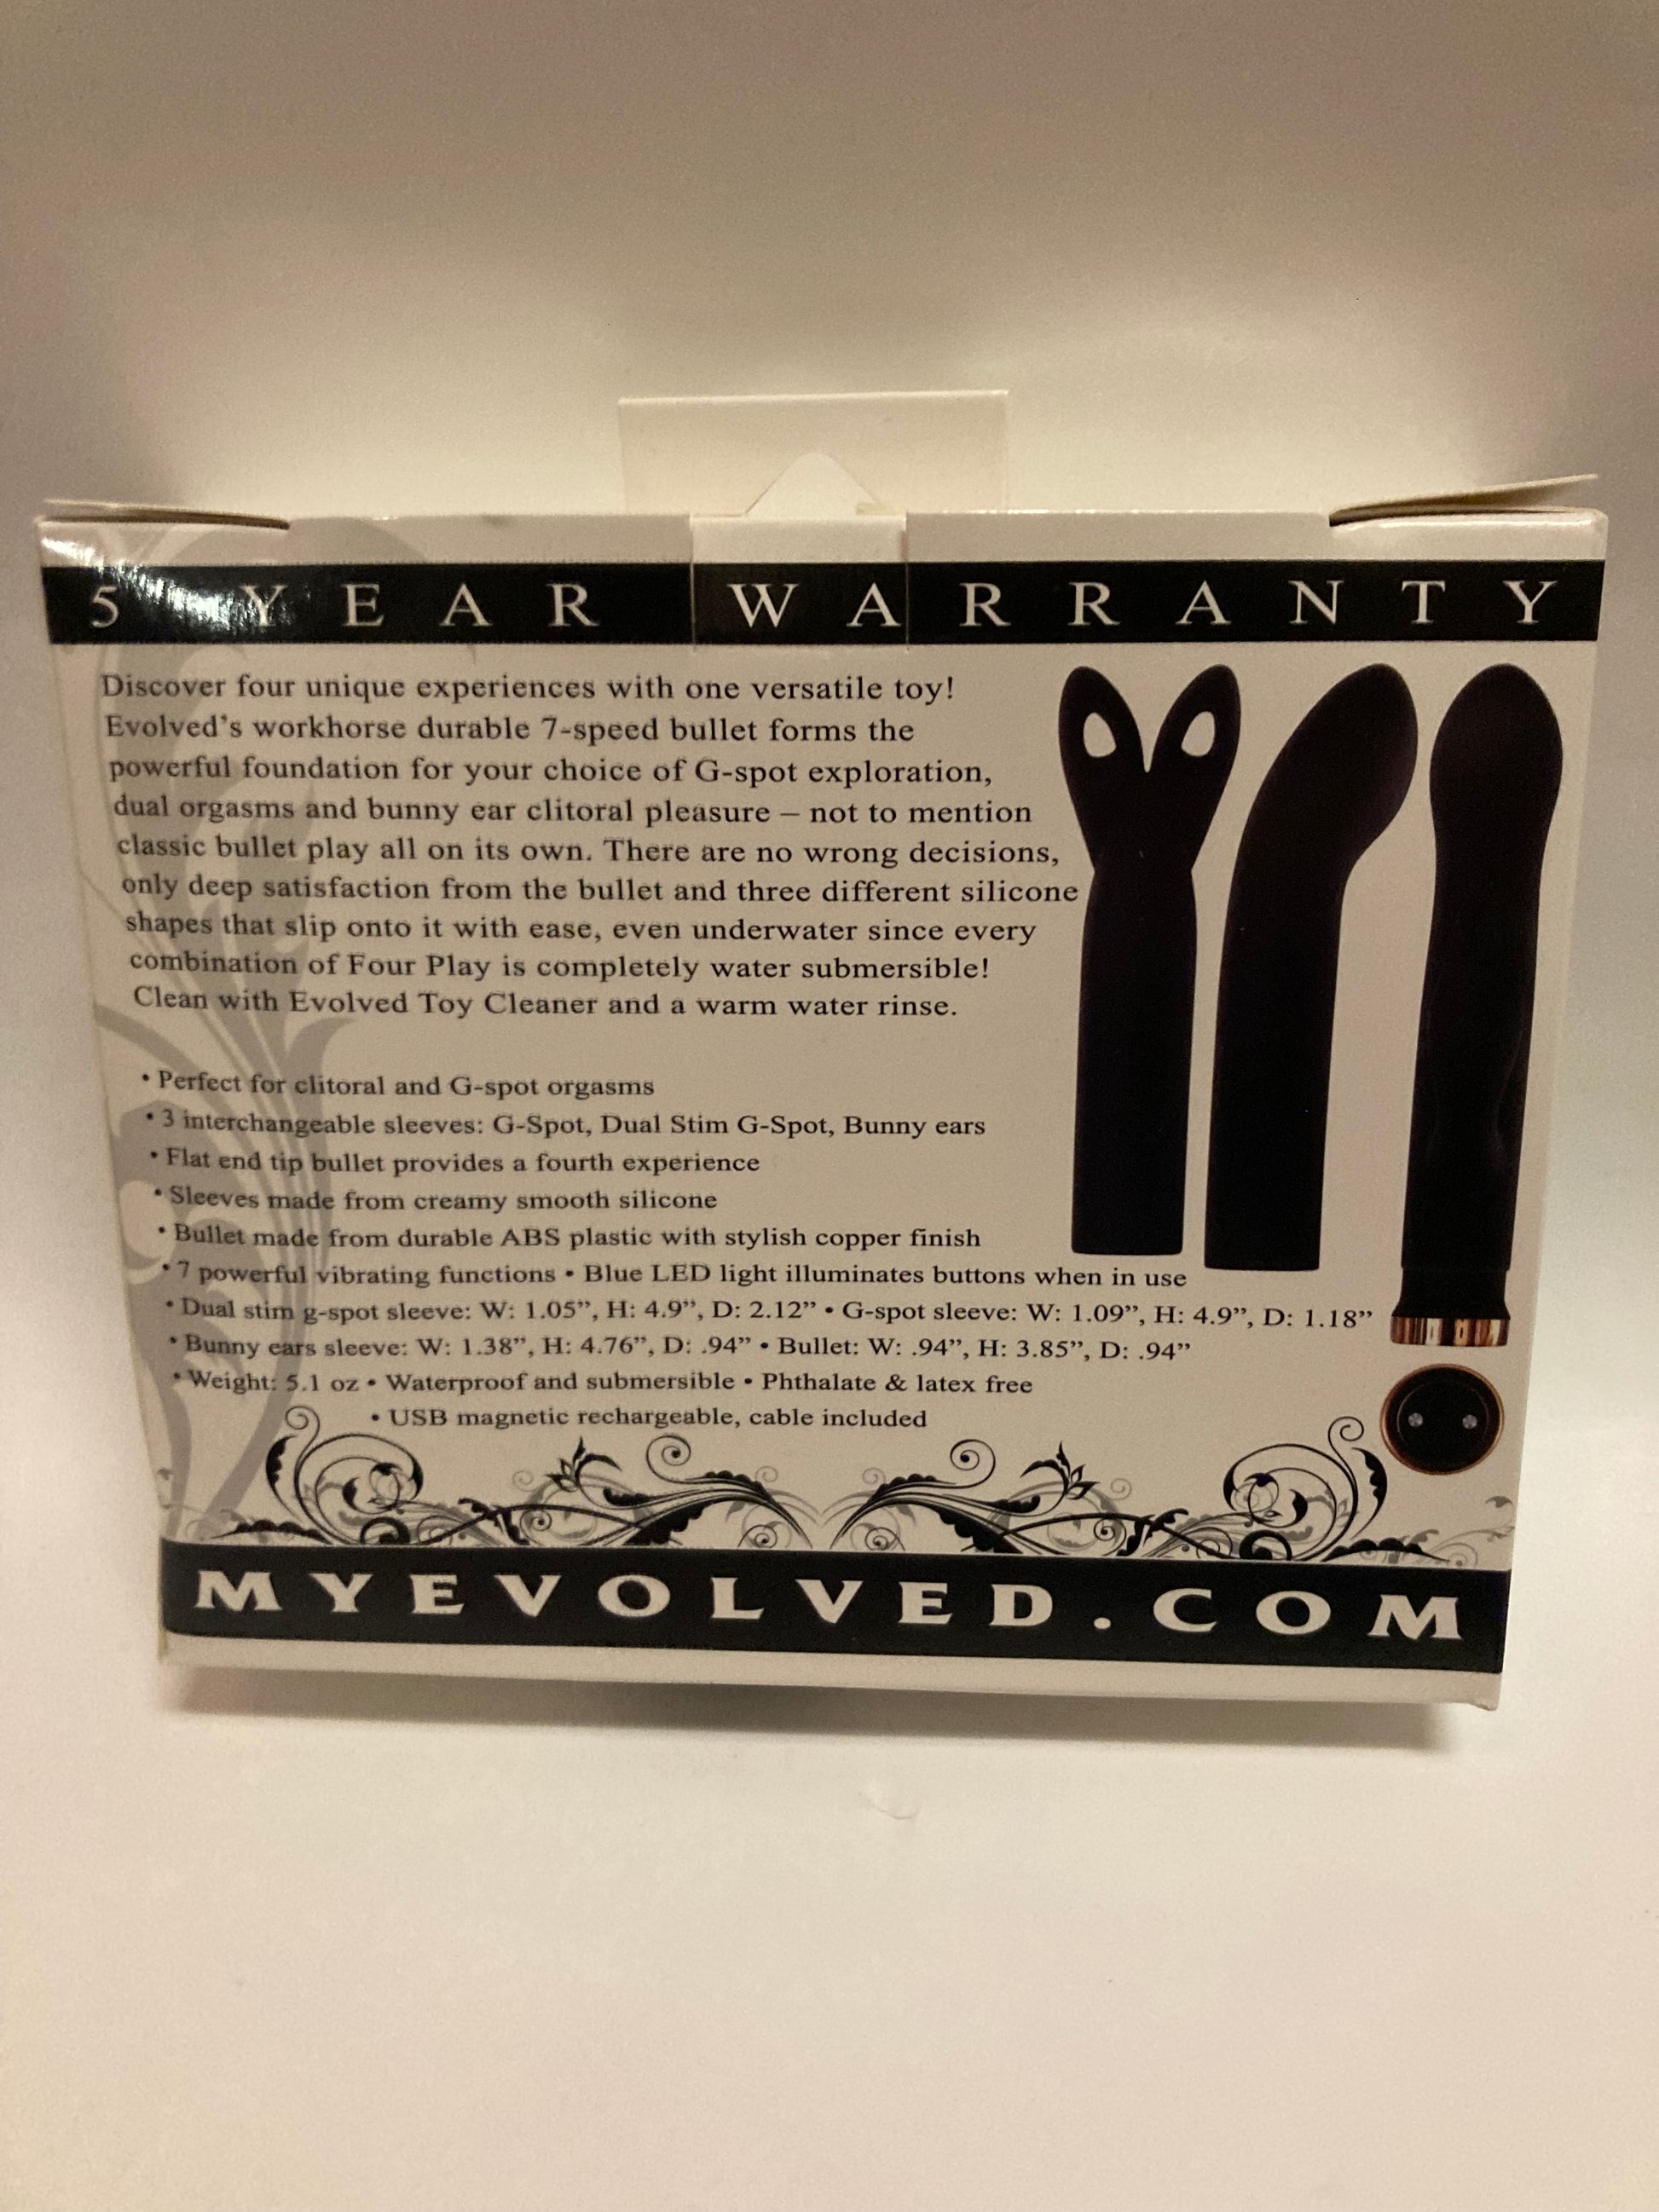 5 YEAR WARRANTY
Discover four unique experiences with one versatile toy!
Evolved's workhorse durable 7-speed bullet forms the
powerful foundation for your choice of G-spot exploration,
dual orgasms and bunny ear clitoral pleasure – not to mention
classic bullet play all on its own. There are no wrong decisions,
only deep satisfaction from the bullet and three different silicone
shapes that slip onto it with ease, even underwater since every
combination of Four Play is completely water submersible!
Clean with Evolved Toy Cleaner and a warm water rinse.
• Perfect for clitoral and G-spot orgasms
• 3 interchangeable sleeves: G-Spot, Dual Stim G-Spot, Bunny ears
• Flat end tip bullet provides a fourth experience
• Sleeves made from creamy smooth silicone
• Bullet made from durable ABS plastic with stylish copper finish
• 7 powerful vibrating functions • Blue LED light illuminates buttons when in use
• Dual stim g-spot sleeve: W: 1.05”, H: 4.9”, D: 2.12” • G-spot sleeve: W: 1.09”, H: 4.9”, D: 1.18”
• Bunny ears sleeve: W: 1.38”, H: 4.76”, D: .94” • Bullet: W: .94”, H: 3.85”, D: .94”
• Weight: 5.1 oz • Waterproof and submersible • Phthalate & latex free
• USB magnetic rechargeable, cable included
MYEVOLVED.COM